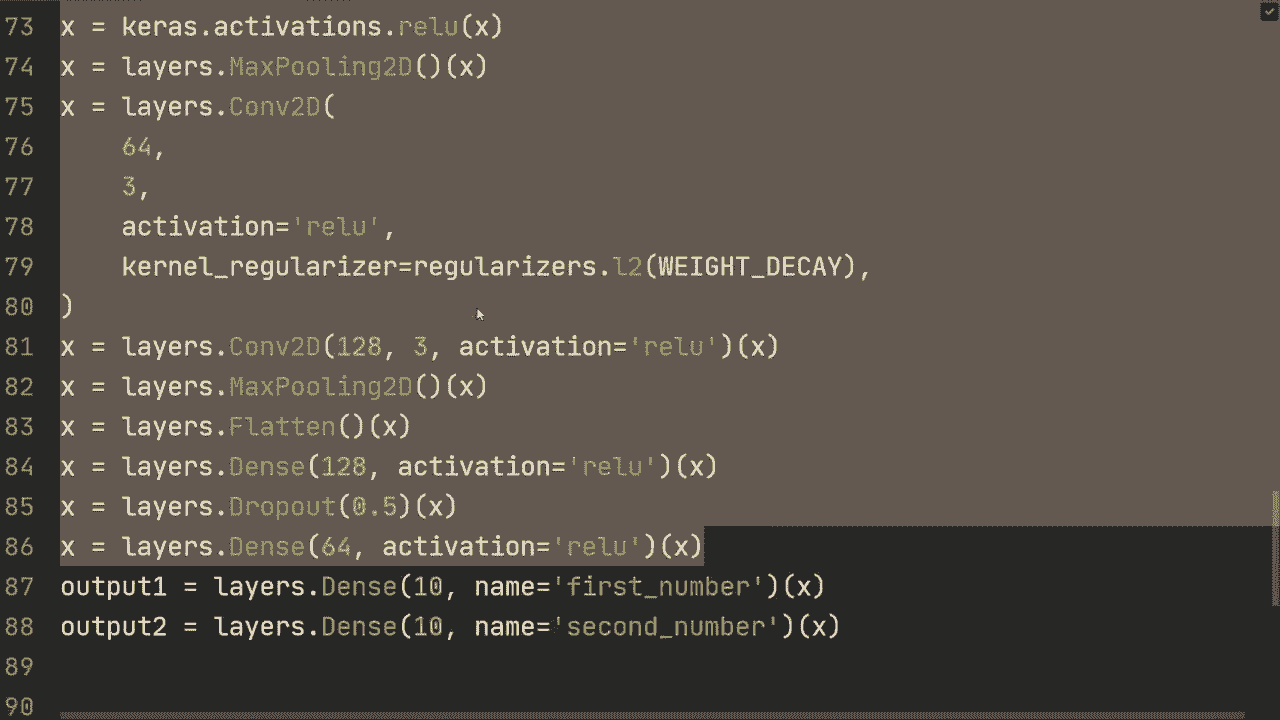 73 x = keras.activations.relu(x)
74 x = layers.MaxPooling2D()(x)
75 x = layers.Conv2D(
76     64,
77     3,
78     activation='relu',
79     kernel_regularizer=regularizers.l2(WEIGHT_DECAY),
80 )
81 x = layers.Conv2D(128, 3, activation='relu')(x)
82 x = layers.MaxPooling2D()(x)
83 x = layers.Flatten()(x)
84 x = layers.Dense(128, activation='relu')(x)
85 x = layers.Dropout(0.5)(x)
86 x = layers.Dense(64, activation='relu')(x)
87 output1 = layers.Dense(10, name='first_number')(x)
88 output2 = layers.Dense(10, name='second_number')(x)
89
90